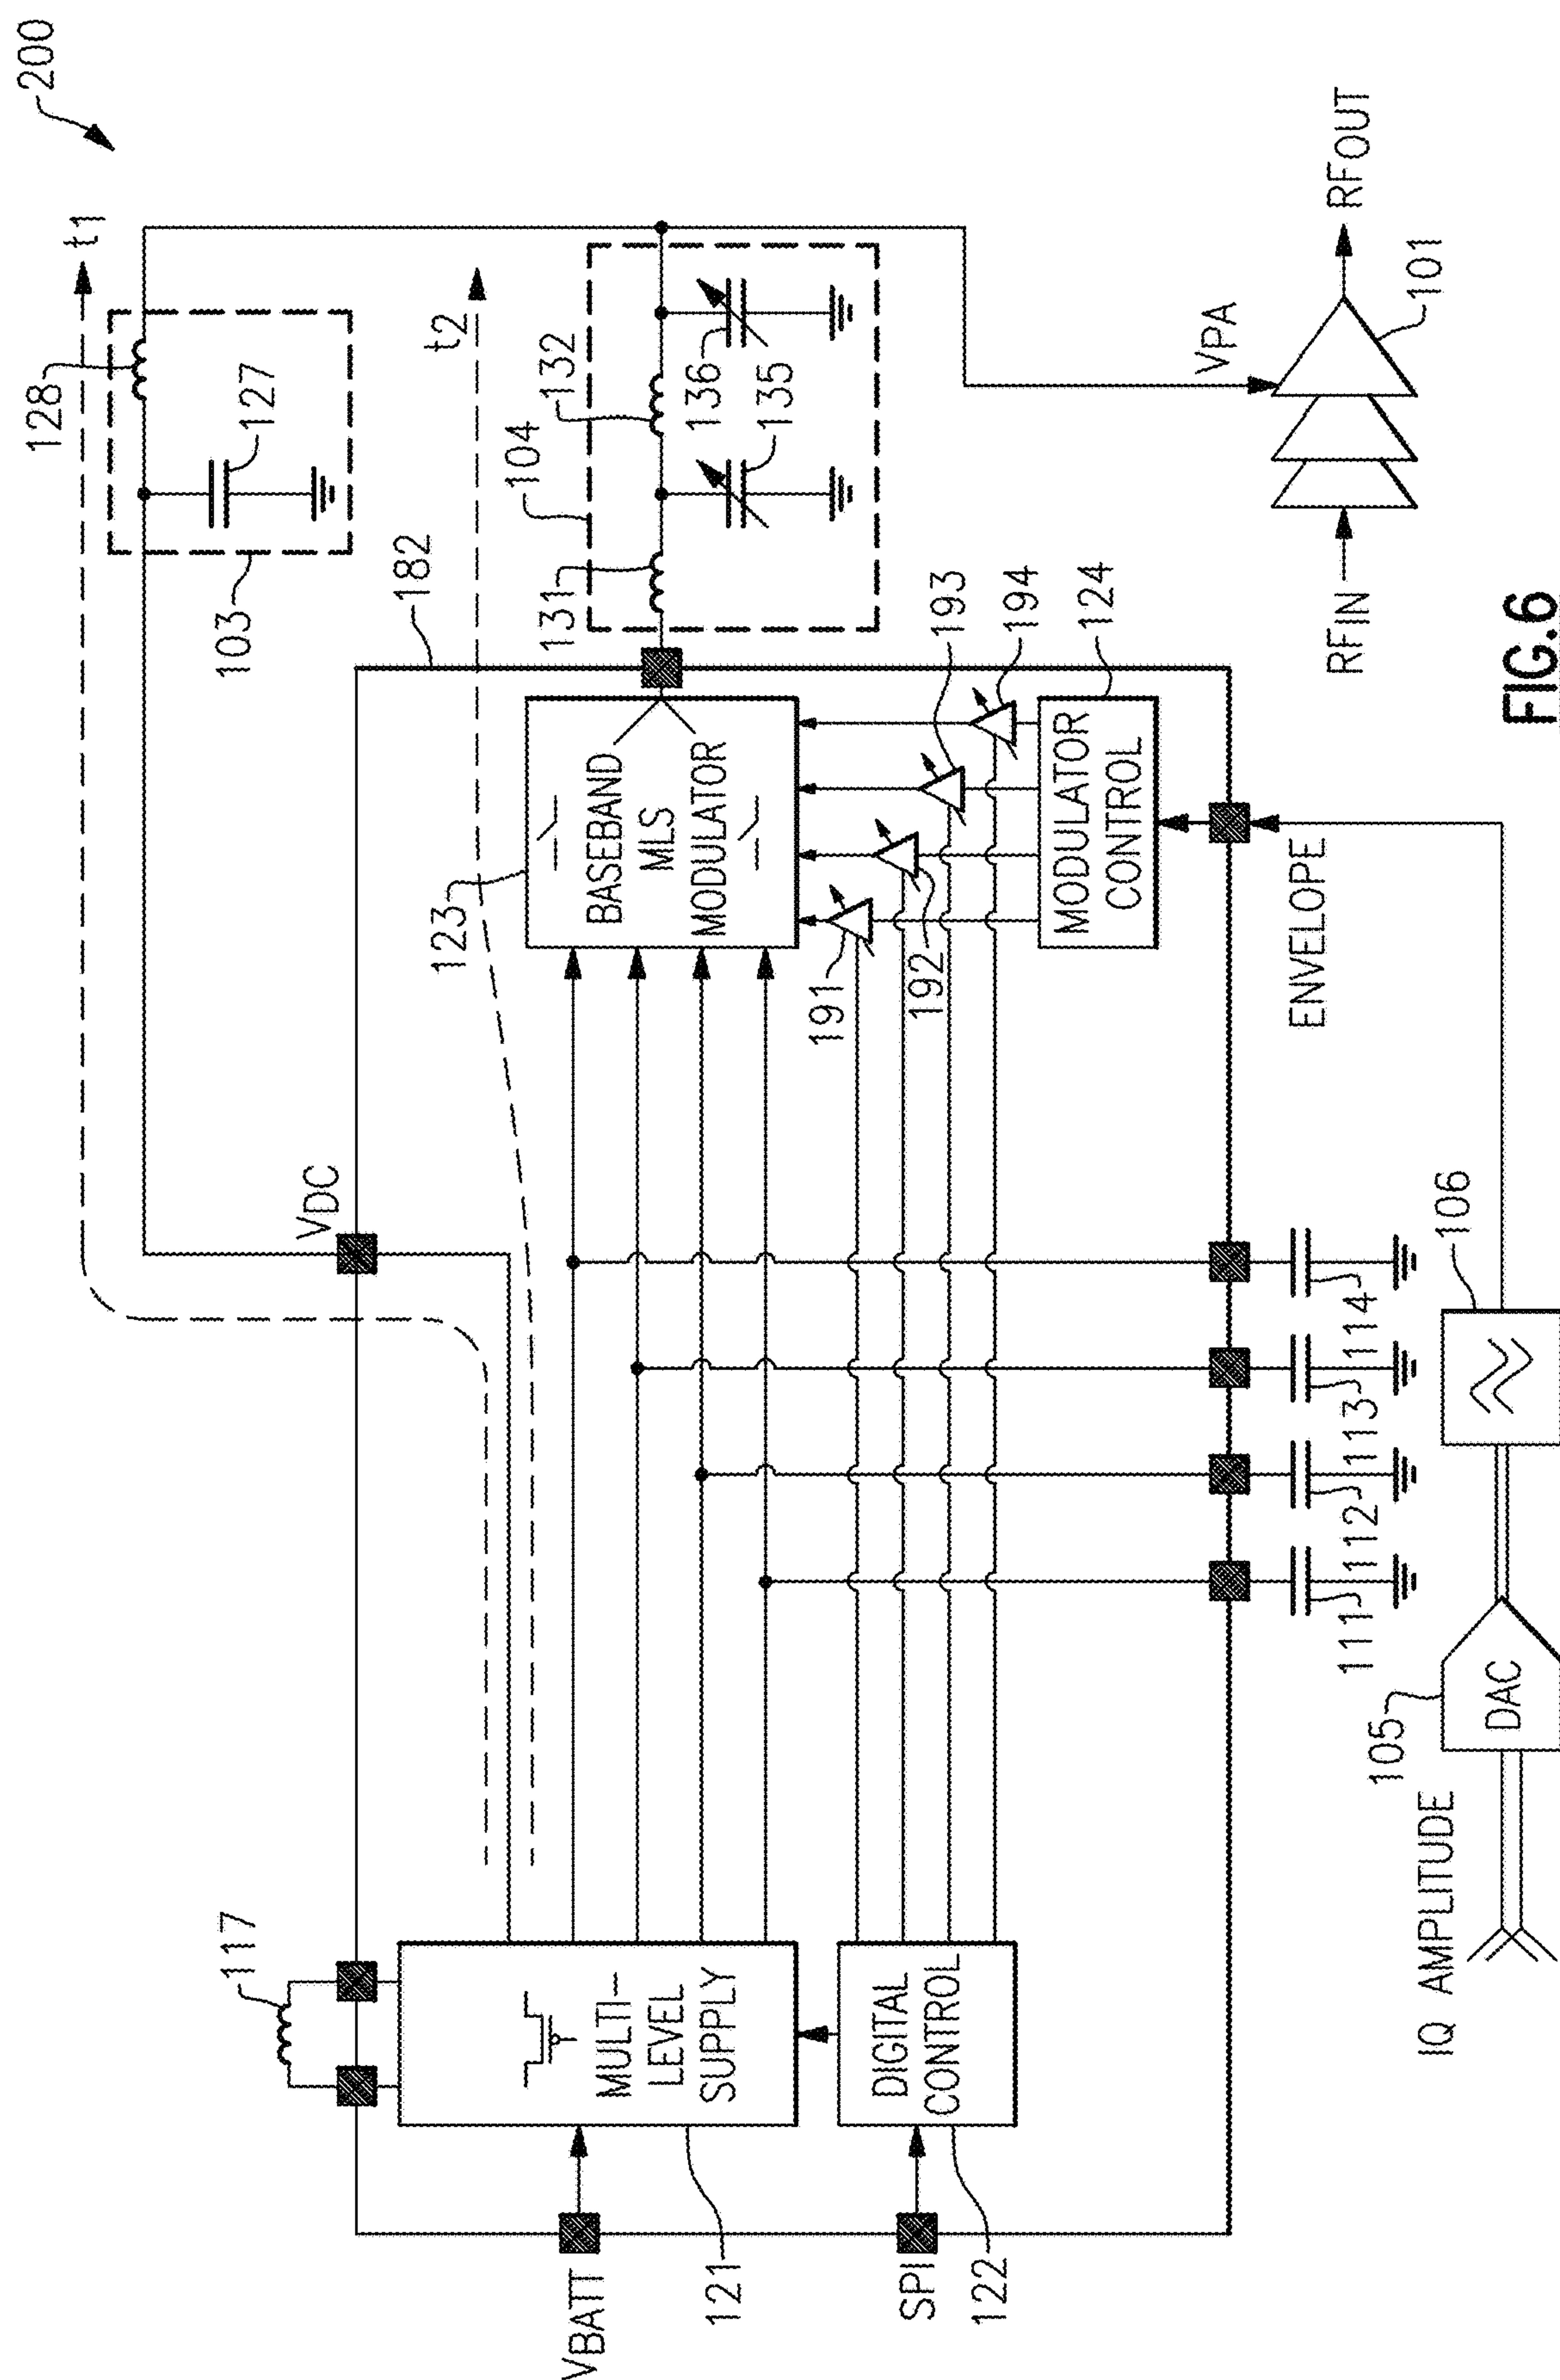 200
t1
128
127
103
t2
104
132
131
136
135
182
VDC
117
123
BASEBAND
MLS
MODULATOR
MULTI-
LEVEL
SUPPLY
VBATT
121
DIGITAL
CONTROL
SPI
122
191
192
193
194
MODULATOR
CONTROL
124
ENVELOPE
111
112
113
114
IQ AMPLITUDE
105
DAC
106
VPA
RFIN
RFOUT
101
FIG.6